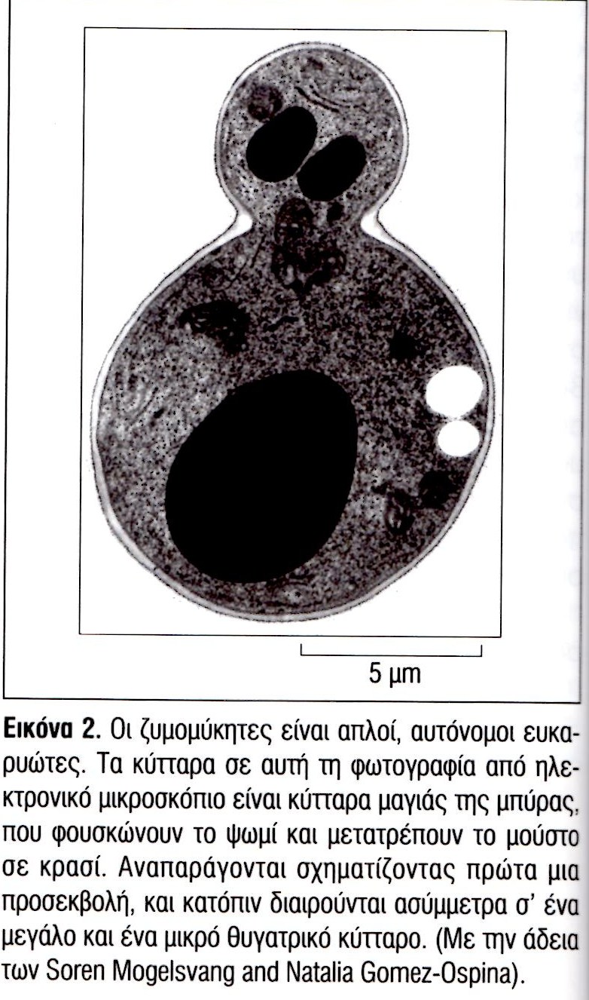 5 μm
Εικόνα 2. Οι ζυμομύκητες είναι απλοί, αυτόνομοι ευκα-
ρυώτες. Τα κύτταρα σε αυτή τη φωτογραφία από ηλε-
κτρονικό μικροσκόπιο είναι κύτταρα μαγιάς της μπύρας,
που φουσκώνουν το ψωμί και μετατρέπουν το μούστο
σε κρασί. Αναπαράγονται σχηματίζοντας πρώτα μια
προσεκβολή, και κατόπιν διαιρούνται ασύμμετρα σ' ένα
μεγάλο και ένα μικρό θυγατρικό κύτταρο. (Με την άδεια
των Soren Mogelsvang and Natalia Gomez-Ospina).